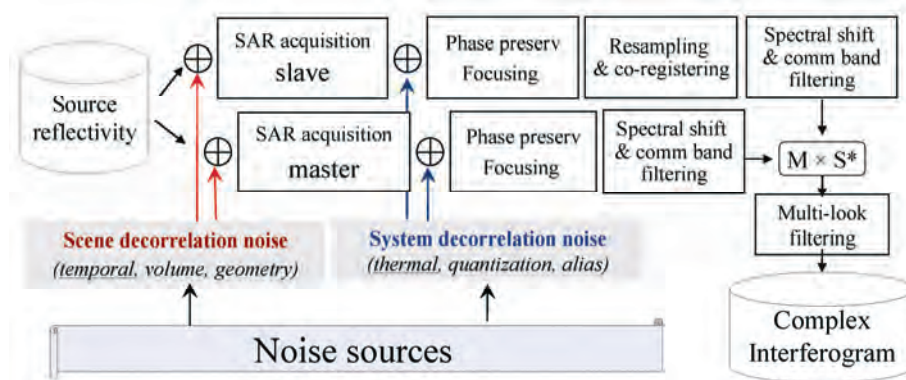 Source
reflectivity
SAR acquisition
slave
Phase preserv
Focusing
Resampling
& co-registering
Spectral shift
& comm band
filtering
SAR acquisition
master
Phase preserv
Focusing
Spectral shift
& comm band
filtering
M × S*
Multi-look
filtering
Scene decorrelation noise
(temporal, volume, geometry)
System decorrelation noise
(thermal, quantization, alias)
Noise sources
Complex
Interferogram